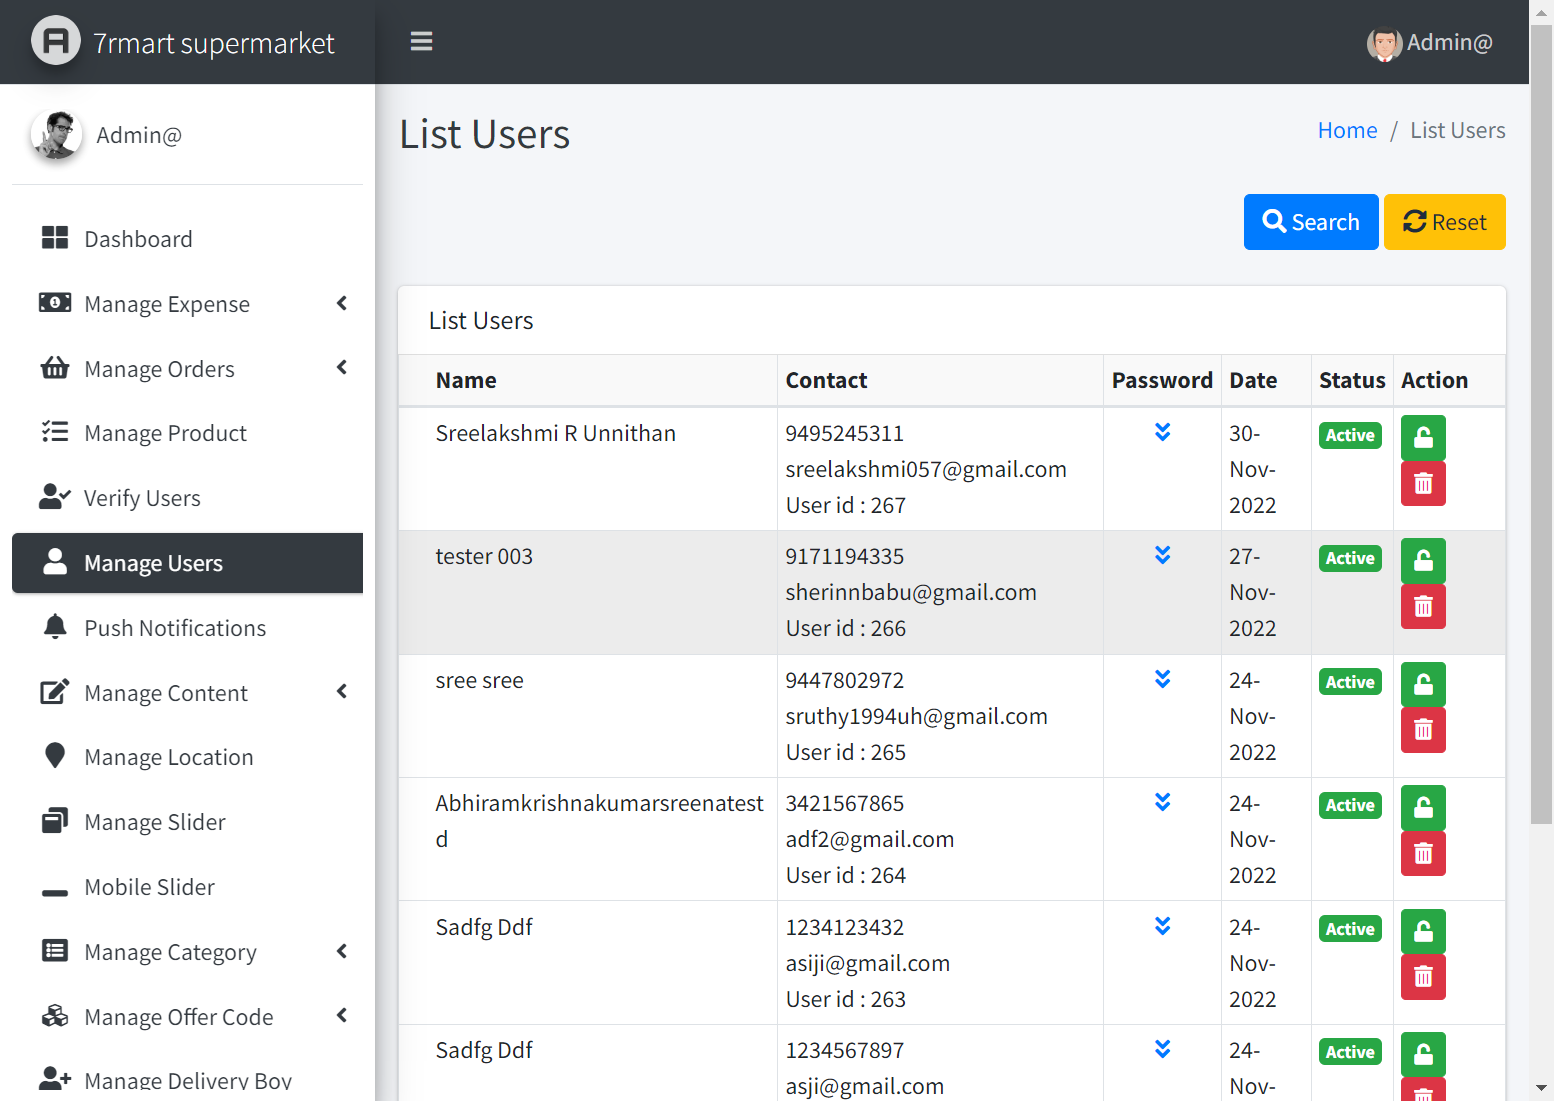 7rmart supermarket
Admin@
Admin@
List Users
Home / List Users
Dashboard
Manage Expense
Manage Orders
Manage Product
Verify Users
Manage Users
Push Notifications
Manage Content
Manage Location
Manage Slider
Mobile Slider
Manage Category
Manage Offer Code
Manage Delivery Boy
Search
Reset
List Users
Name Contact Password Date Status Action
Sreelakshmi R Unnithan 9495245311 30- Active
sreelakshmi057@gmail.com Nov-
User id : 267 2022
tester 003 9171194335 27- Active
sherinnbabu@gmail.com Nov-
User id : 266 2022
sree sree 9447802972 24- Active
sruthy1994uh@gmail.com Nov-
User id : 265 2022
Abhiramkrishnakumarsreenatest 3421567865 24- Active
d adf2@gmail.com Nov-
User id : 264 2022
Sadfg Ddf 1234123432 24- Active
asiji@gmail.com Nov-
User id : 263 2022
Sadfg Ddf 1234567897 24- Active
asji@gmail.com Nov-